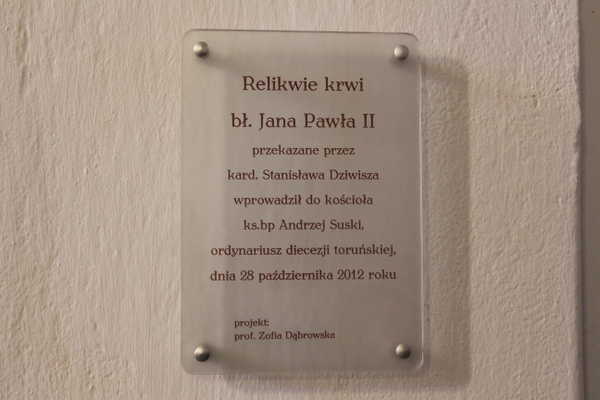 Relikwie krwi
bł. Jana Pawła II
przekazane przez
kard. Stanisława Dziwisza
wprowadził do kościoła
ks.bp Andrzej Suski,
ordynariusz diecezji toruńskiej,
dnia 28 października 2012 roku
projekt:
prof. Zofia Dąbrowska